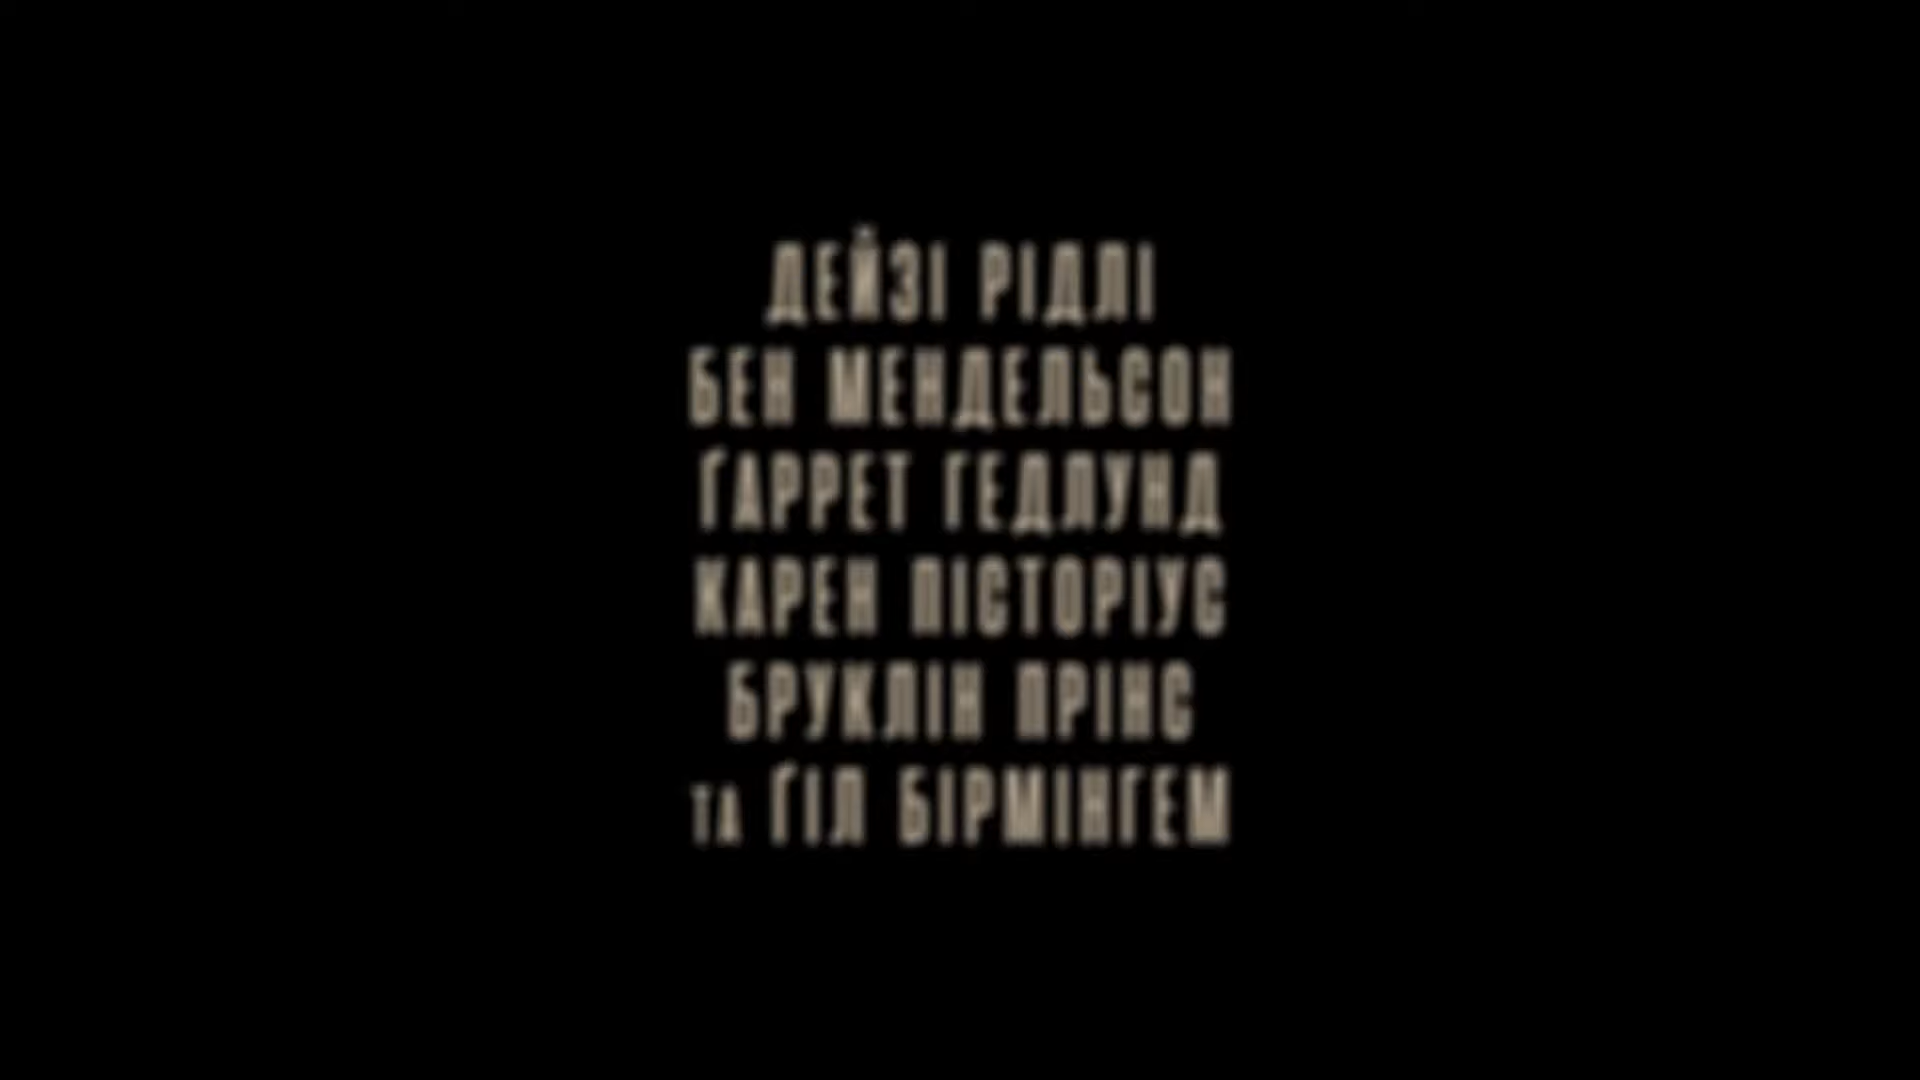 ДЕЙЗІ РІДЛІ
БЕН МЕНДЕЛЬСОН
ҐАРРЕТ ГЕДЛУНД
КАРЕН ПІСТОРІУС
БРУКЛІН ПРІНС
ТА ҐІЛ БІРМІНГЕМ